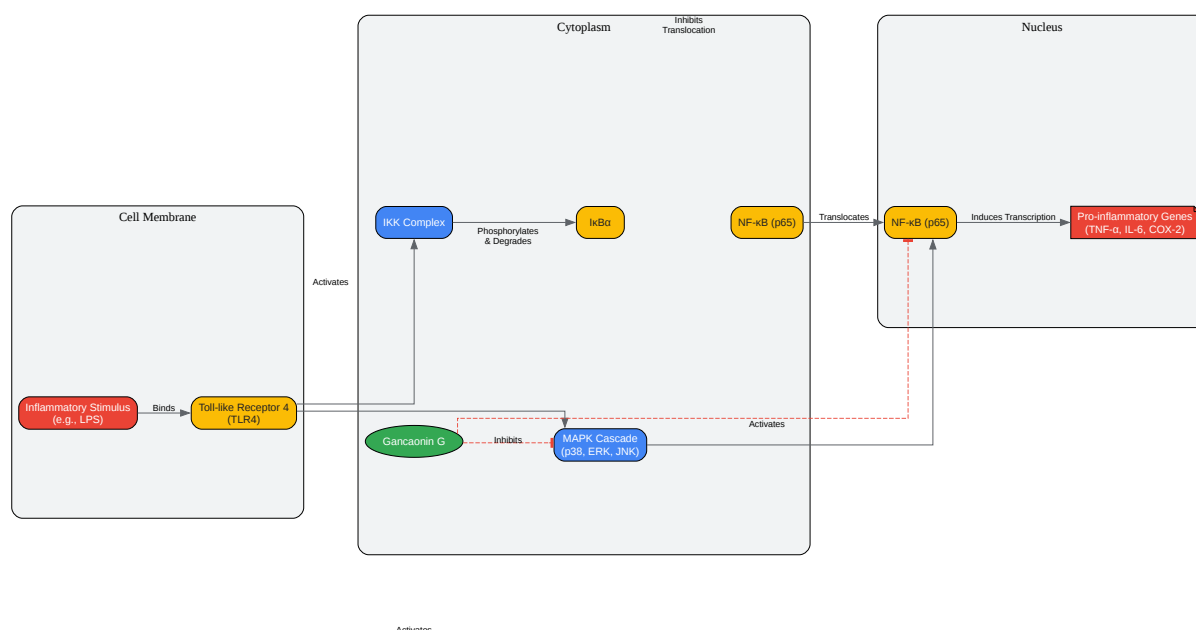 Inhibits
Translocation
Cytoplasm
Nucleus
Cell Membrane
IKK Complex
Phosphorylates
& Degrades
IκBα
NF-κB (p65)
Translocates
NF-κB (p65)
Induces Transcription
Pro-inflammatory Genes
(TNF-α, IL-6, COX-2)
Activates
Inflammatory Stimulus
(e.g., LPS)
Binds
Toll-like Receptor 4
(TLR4)
Gancaonin G
Inhibits
MAPK Cascade
(p38, ERK, JNK)
Activates
Activates